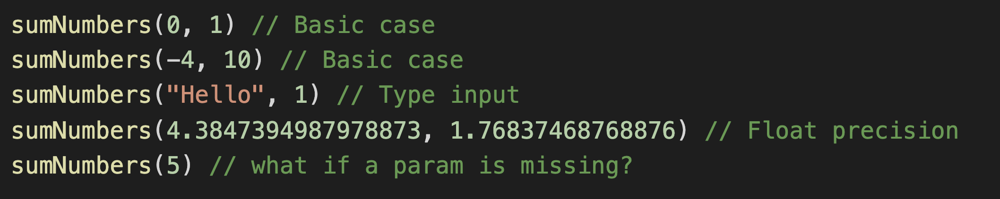 sumNumbers(0, 1) // Basic case
sumNumbers(-4, 10) // Basic case
sumNumbers("Hello", 1) // Type input
sumNumbers(4.3847394987978873, 1.76837468768876) // Float precision
sumNumbers(5) // what if a param is missing?